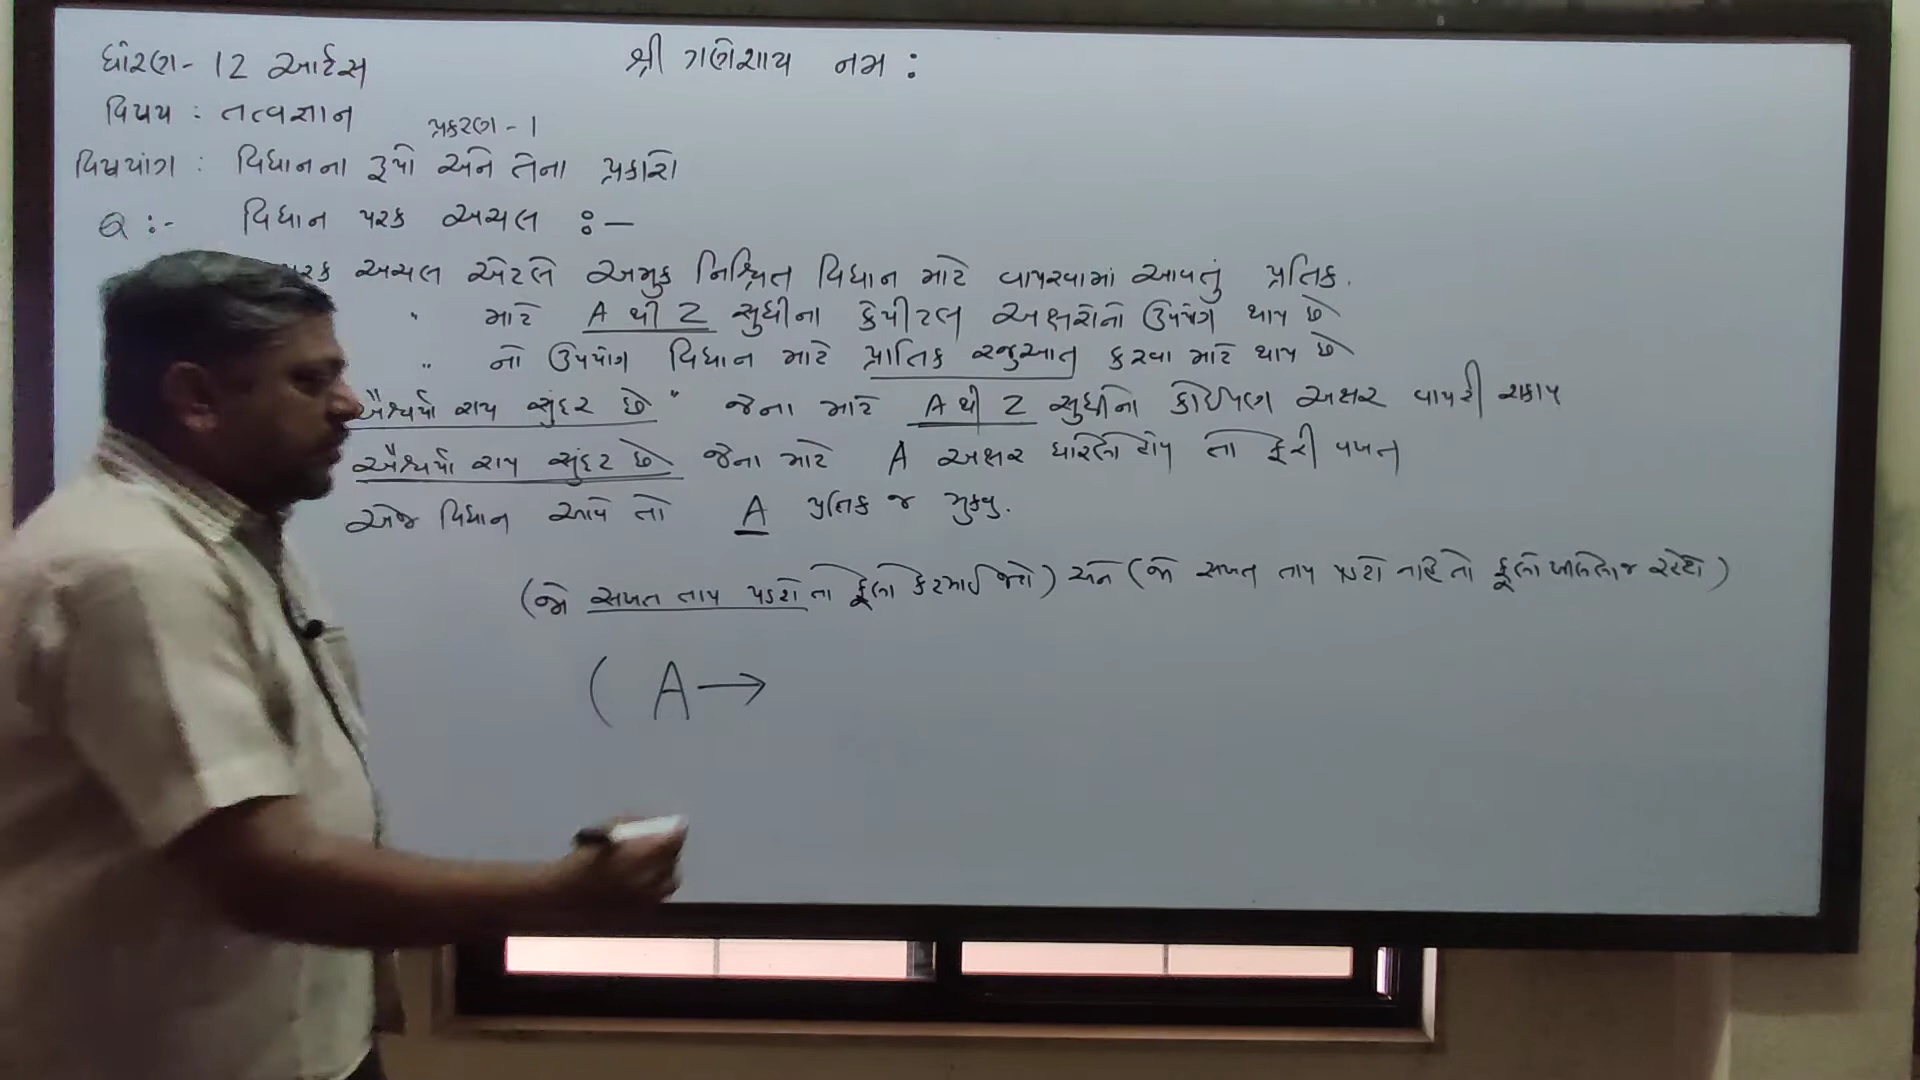 ધોરણ - 12 આર્ટસ
શ્રી ગણેશાય નમ :
વિષય : તત્વજ્ઞાન
પ્રકરણ - 1
વિષયાંગ : વિધાનના રૂપો અને તેના પ્રકારો
Q :- વિધાન પરક અચલ :—
પરક અચલ એટલે અમુક નિશ્ચિત વિધાન માટે વાપરવામાં આવતું પ્રતિક.
" માટે A થી Z સુધીના કેપીટલ અક્ષરોનો ઉપયોગ થાય છે
" નો ઉપયોગ વિધાન માટે પ્રાતિક રજુઆત કરવા માટે થાય છે
ઐશ્વર્યા રાય સુંદર છે " જેના માટે A થી Z સુધીનો કોઈપણ અક્ષર વાપરી શકાય
ઐશ્વર્યા રાય સુંદર છે જેના માટે A અક્ષર ધારેલો હોય તો ફરી વખત
એજ વિધાન આવે તો A પ્રતિક જ મુકવુ.
(જો સખત તાપ પડશે તો ફૂલો કરમાઈ જશે) અને (જો સખત તાપ પડશે નહિ તો ફૂલો ખીલેલા જ રહેશે)
( A →